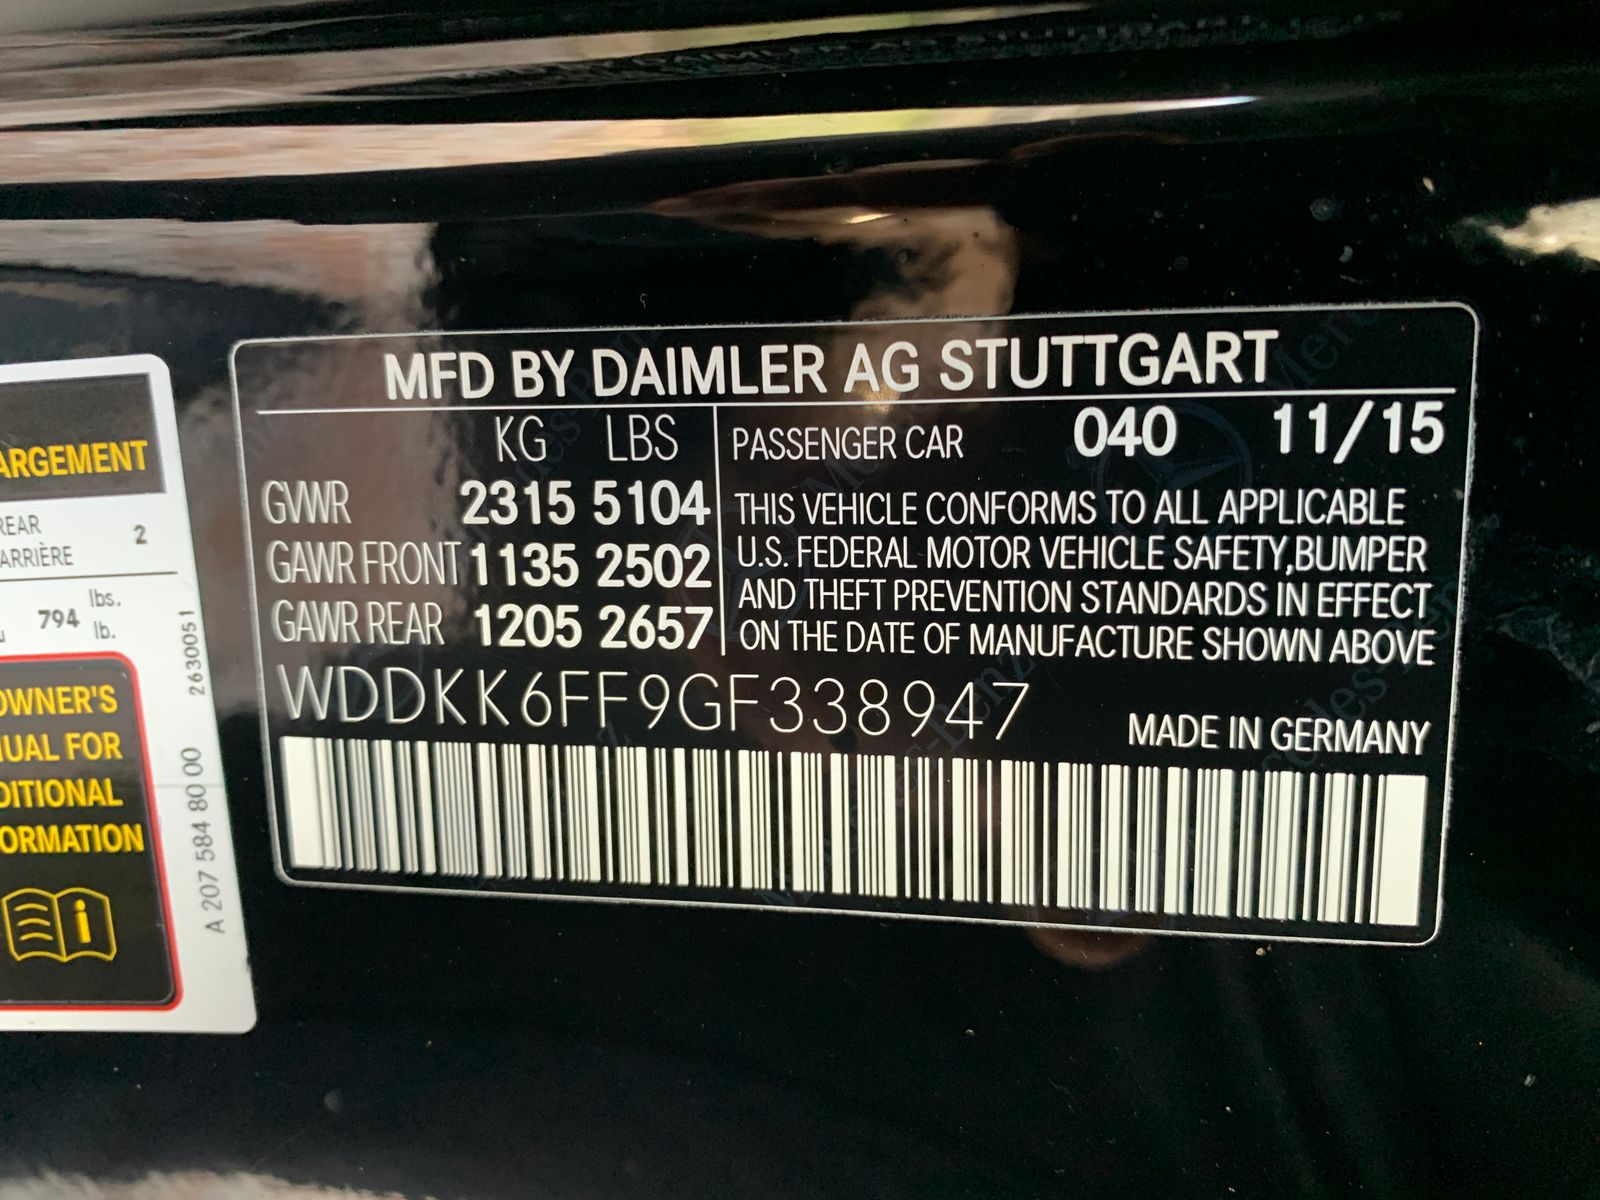 ARGEMENT
REAR
ARRIÈRE
2
794
lbs.
lb.
2630051
OWNER'S
NUAL FOR
DITIONAL
FORMATION
i
A 207 584 80 00
MFD BY DAIMLER AG STUTTGART
KG LBS
GVWR 2315 5104
GAWR FRONT 1135 2502
GAWR REAR 1205 2657
PASSENGER CAR 040 11/15
THIS VEHICLE CONFORMS TO ALL APPLICABLE
U.S. FEDERAL MOTOR VEHICLE SAFETY,BUMPER
AND THEFT PREVENTION STANDARDS IN EFFECT
ON THE DATE OF MANUFACTURE SHOWN ABOVE
WDDKK6FF9GF338947
MADE IN GERMANY